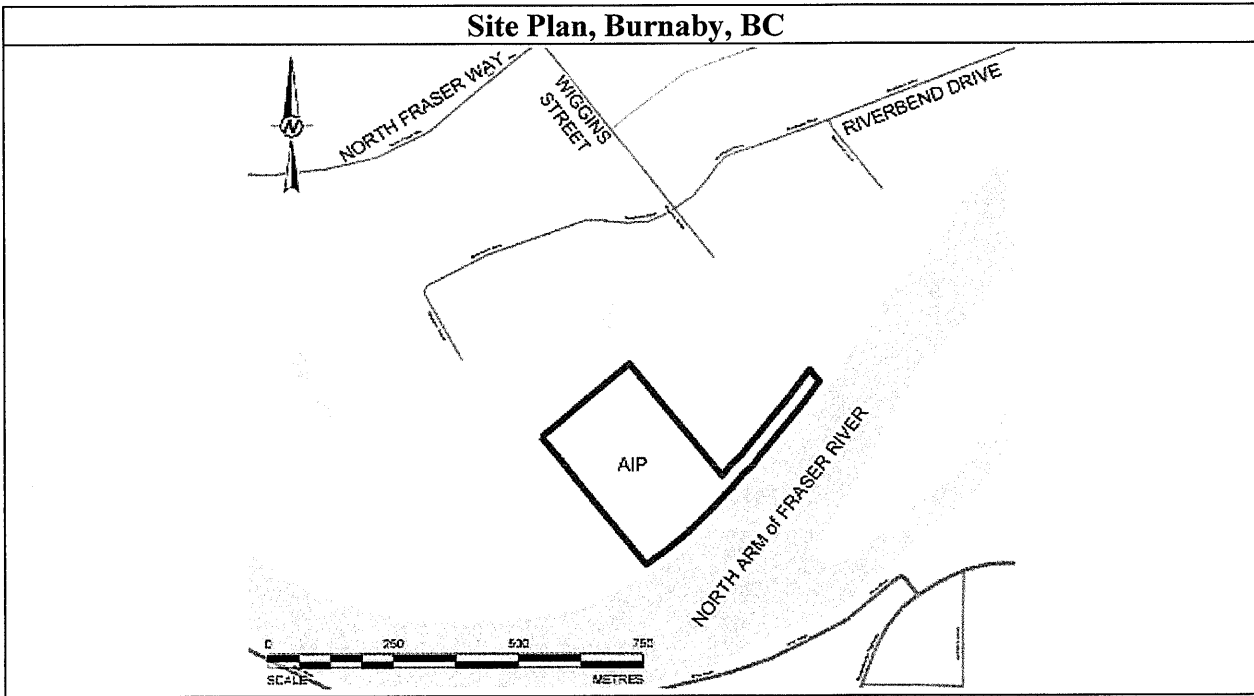 Site Plan, Burnaby, BC
N
NORTH FRASER WAY
WIGGINS
STREET
RIVERBEND DRIVE
AIP
NORTH ARM of FRASER RIVER
0 250 500 750
SCALE METRES